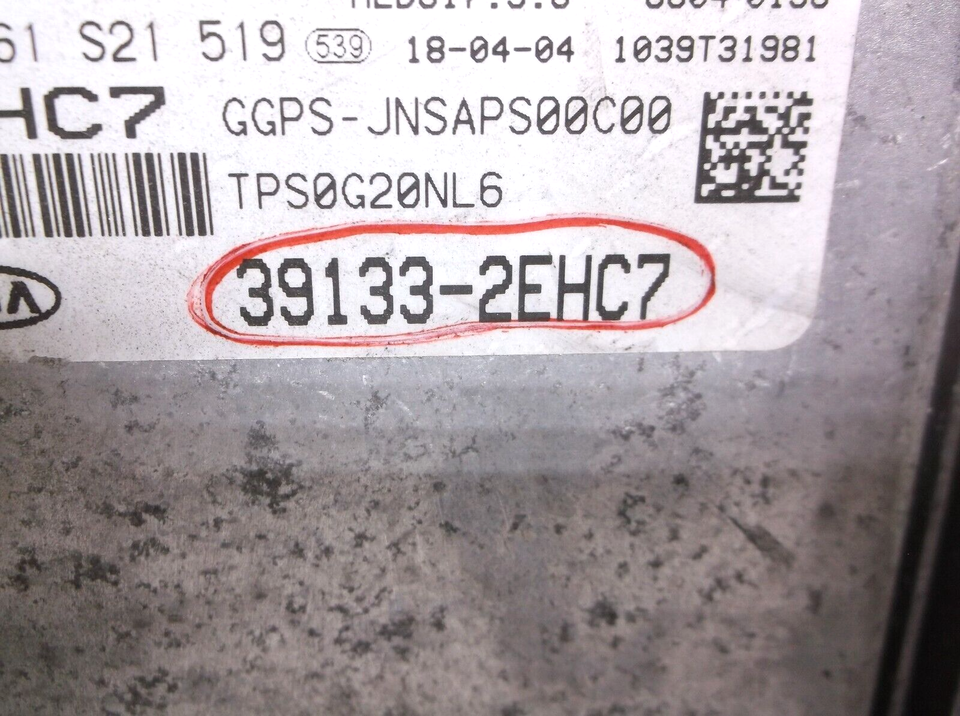 61 S21 519 539 18-04-04 1039T31981
HC7 GGPS-JNSAPS00C00
TPS0G20NL6
39133-2EHC7